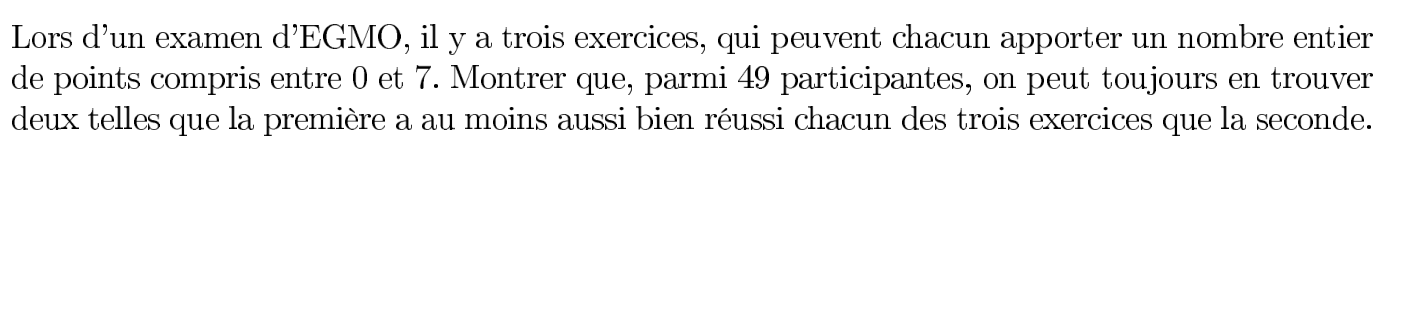 Lors d'un examen d'EGMO, il y a trois exercices, qui peuvent chacun apporter un nombre entier
de points compris entre 0 et 7. Montrer que, parmi 49 participantes, on peut toujours en trouver
deux telles que la première a au moins aussi bien réussi chacun des trois exercices que la seconde.